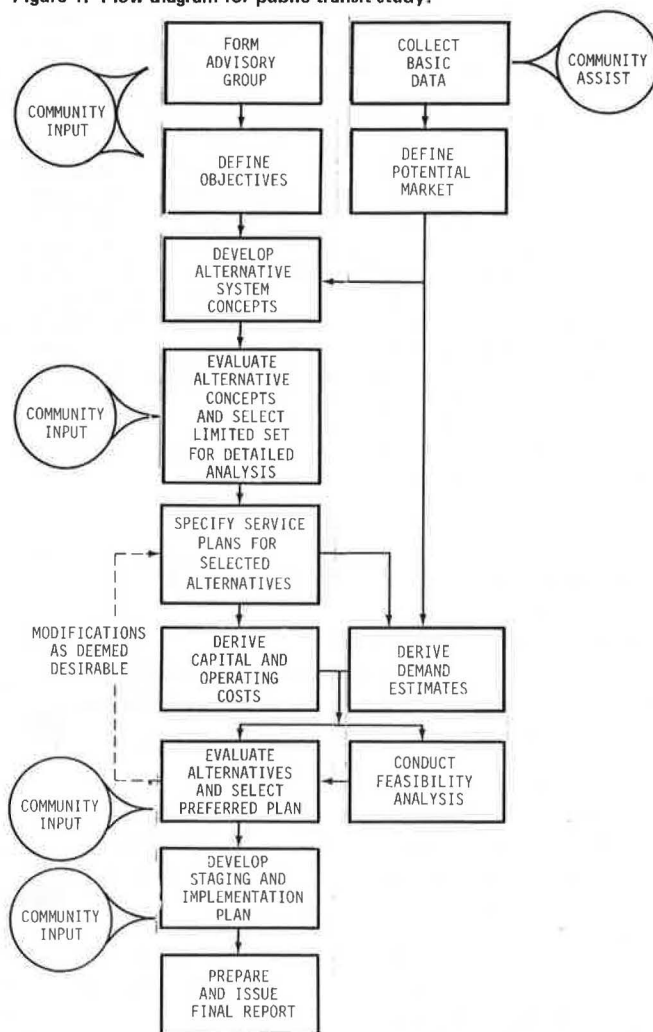 Figure 1. Flow diagram for public transit study.
FORM
ADVISORY
GROUP
COLLECT
BASIC
DATA
COMMUNITY
ASSIST
COMMUNITY
INPUT
DEFINE
OBJECTIVES
DEFINE
POTENTIAL
MARKET
DEVELOP
ALTERNATIVE
SYSTEM
CONCEPTS
EVALUATE
ALTERNATIVE
CONCEPTS
AND SELECT
LIMITED SET
FOR DETAILED
ANALYSIS
COMMUNITY
INPUT
SPECIFY SERVICE
PLANS FOR
SELECTED
ALTERNATIVES
MODIFICATIONS
AS DEEMED
DESIRABLE
DERIVE
CAPITAL AND
OPERATING
COSTS
DERIVE
DEMAND
ESTIMATES
EVALUATE
ALTERNATIVES
AND SELECT
PREFERRED PLAN
CONDUCT
FEASIBILITY
ANALYSIS
COMMUNITY
INPUT
DEVELOP
STAGING AND
IMPLEMENTATION
PLAN
COMMUNITY
INPUT
PREPARE
AND ISSUE
FINAL REPORT